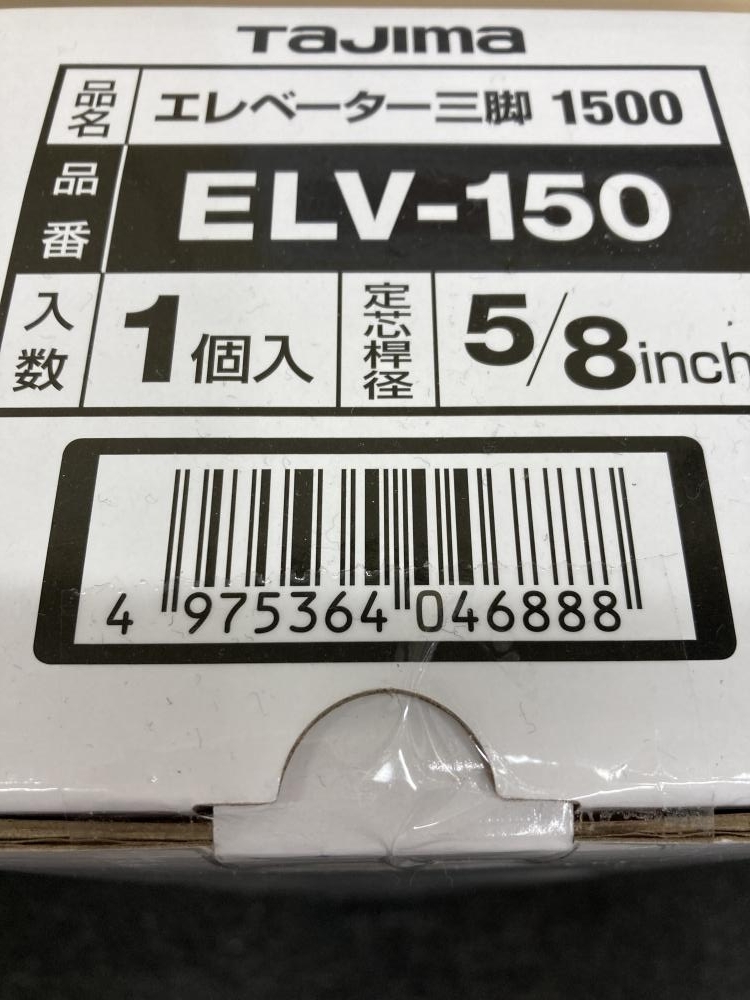 TaJima
品名 エレベーター三脚 1500
品番 ELV-150
入数 1個入 定芯桿径 5/8inch
4 975364 046888